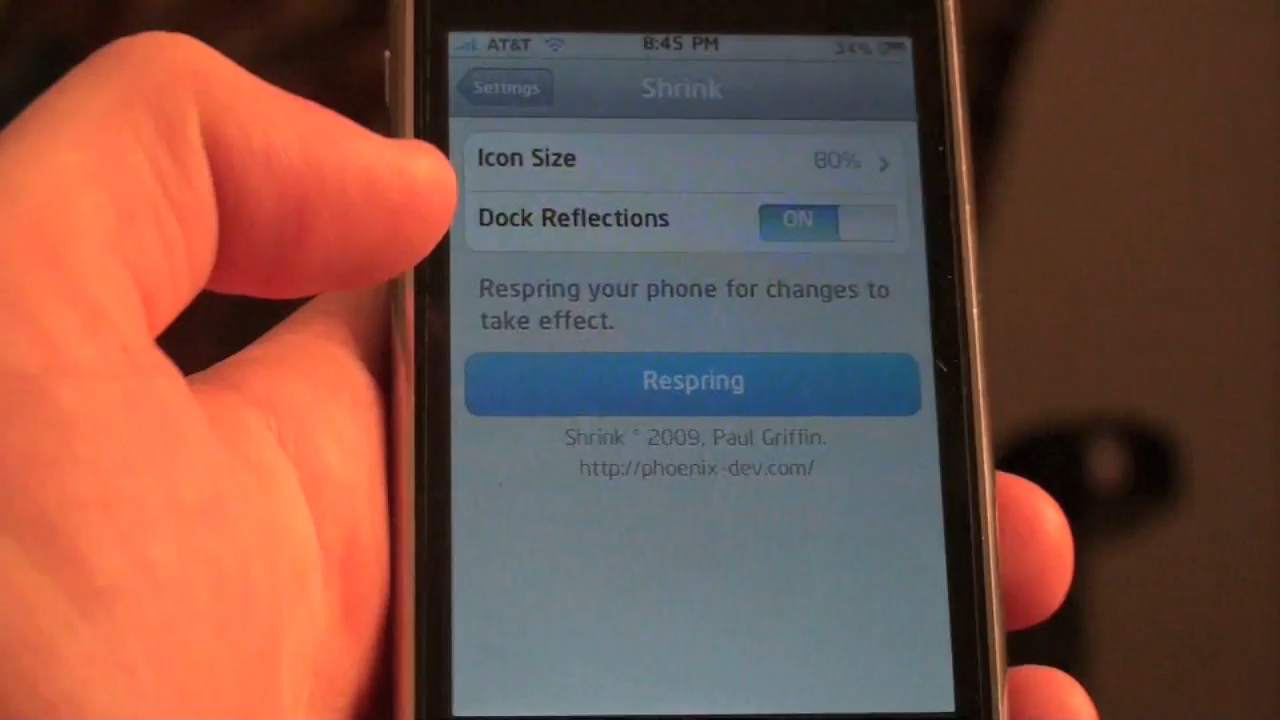 AT&T 8:45 PM 34%
Settings Shrink
Icon Size 80%
Dock Reflections ON
Respring your phone for changes to
take effect.
Respring
Shrink ° 2009, Paul Griffin.
http://phoenix-dev.com/